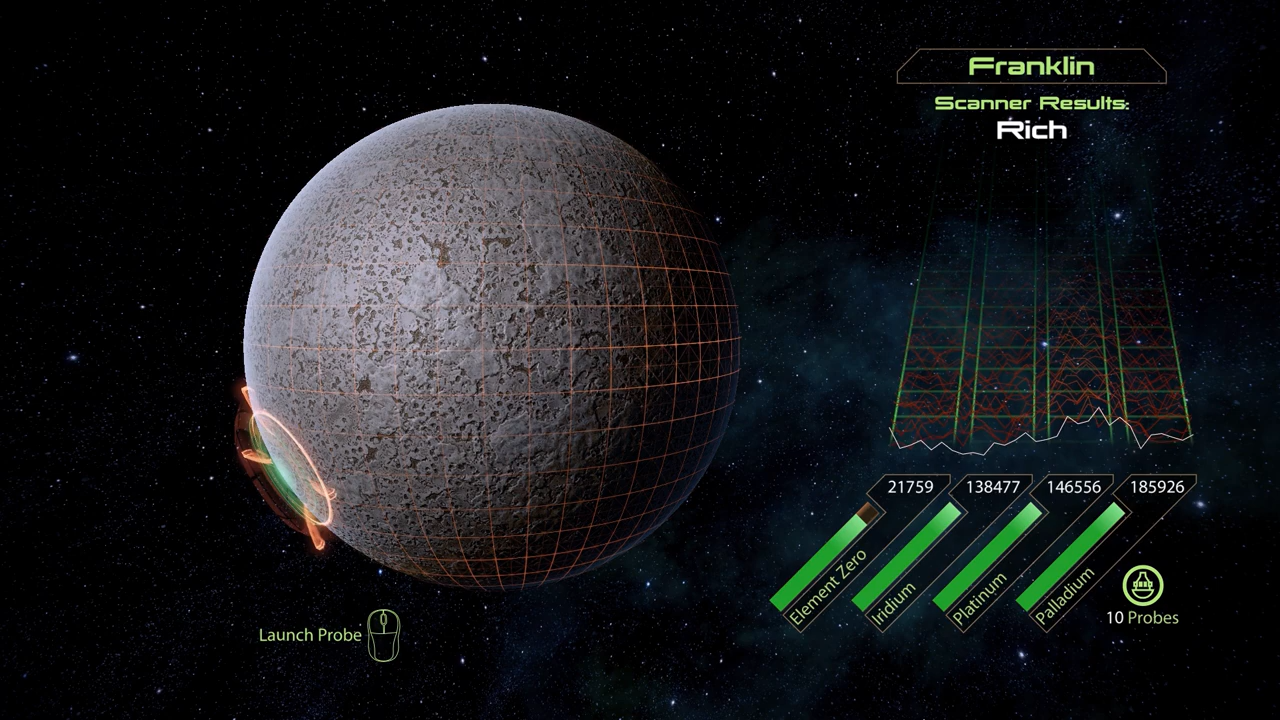 Franklin
Scanner Results:
Rich
21759 138477 146556 185926
Element Zero
Iridium
Platinum
Palladium
10 Probes
Launch Probe